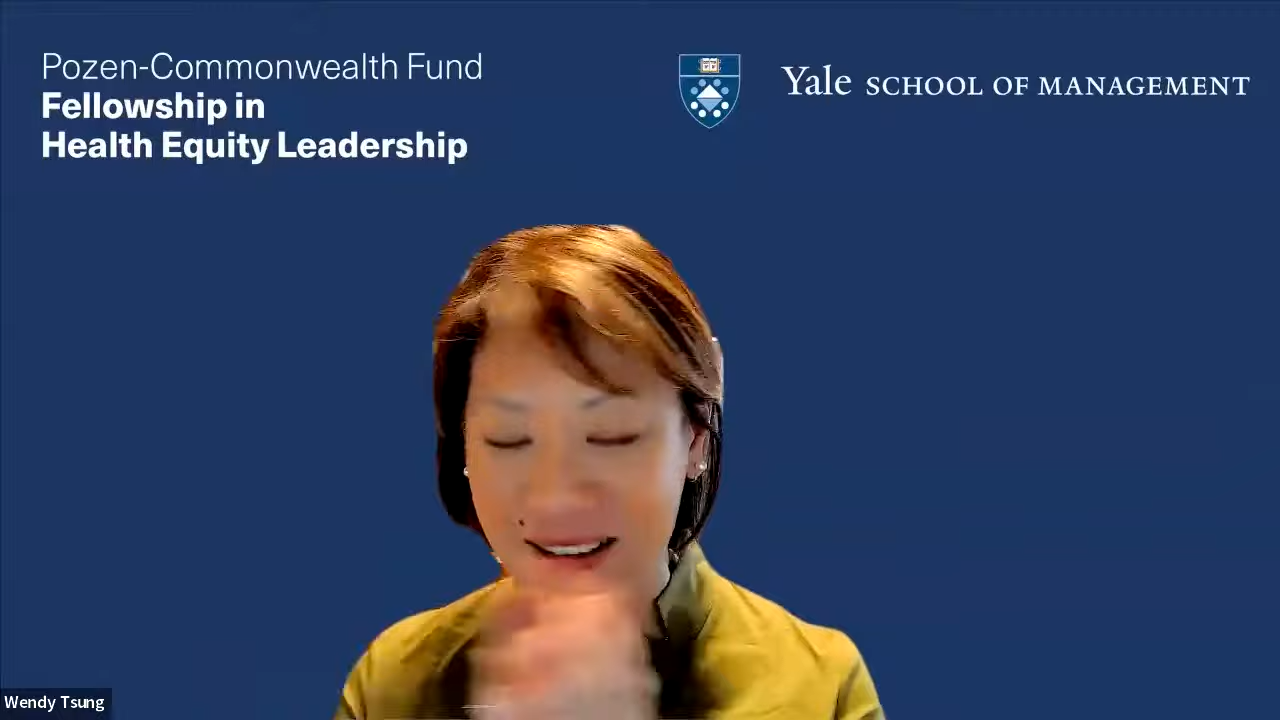 Pozen-Commonwealth Fund
Fellowship in
Health Equity Leadership
Yale SCHOOL OF MANAGEMENT
Wendy Tsung